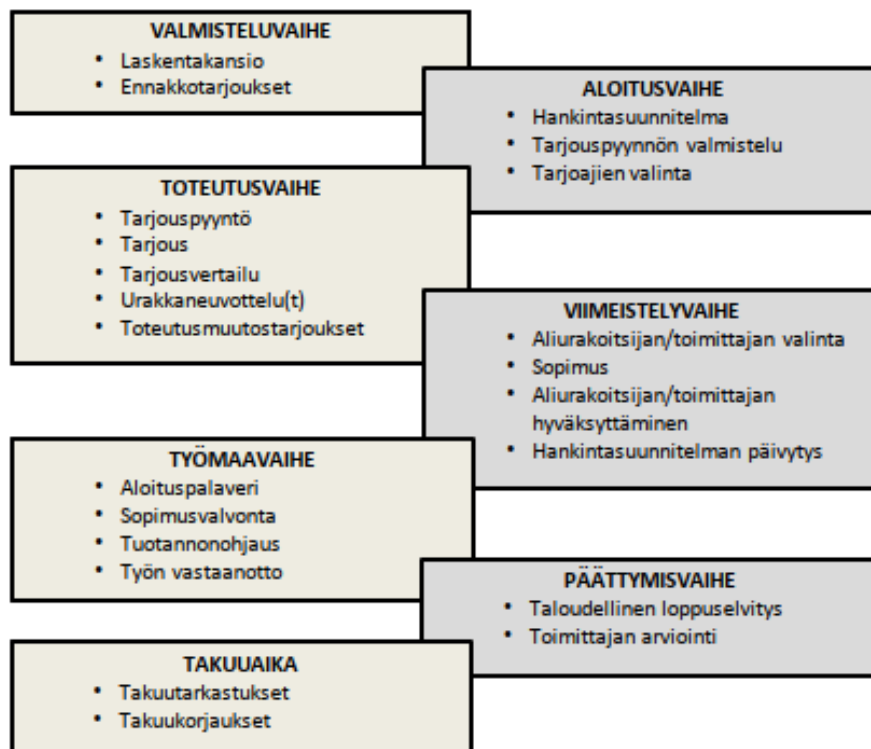 VALMISTELUVAIHE
• Laskentakansio
• Ennakkotarjoukset
ALOITUSVAIHE
• Hankintasuunnitelma
• Tarjouspyynnön valmistelu
• Tarjoajien valinta
TOTEUTUSVAIHE
• Tarjouspyyntö
• Tarjous
• Tarjousvertailu
• Urakkaneuvottelu(t)
• Toteutusmuutostarjoukset
VIIMEISTELYVAIHE
• Aliurakoitsijan/toimittajan valinta
• Sopimus
• Aliurakoitsijan/toimittajan
hyväksyttäminen
• Hankintasuunnitelman päivytys
TYÖMAAVAIHE
• Aloituspalaveri
• Sopimusvalvonta
• Tuotannonohjaus
• Työn vastaanotto
PÄÄTTYMISVAIHE
• Taloudellinen loppuselvitys
• Toimittajan arviointi
TAKUUAIKA
• Takuutarkastukset
• Takuukorjaukset